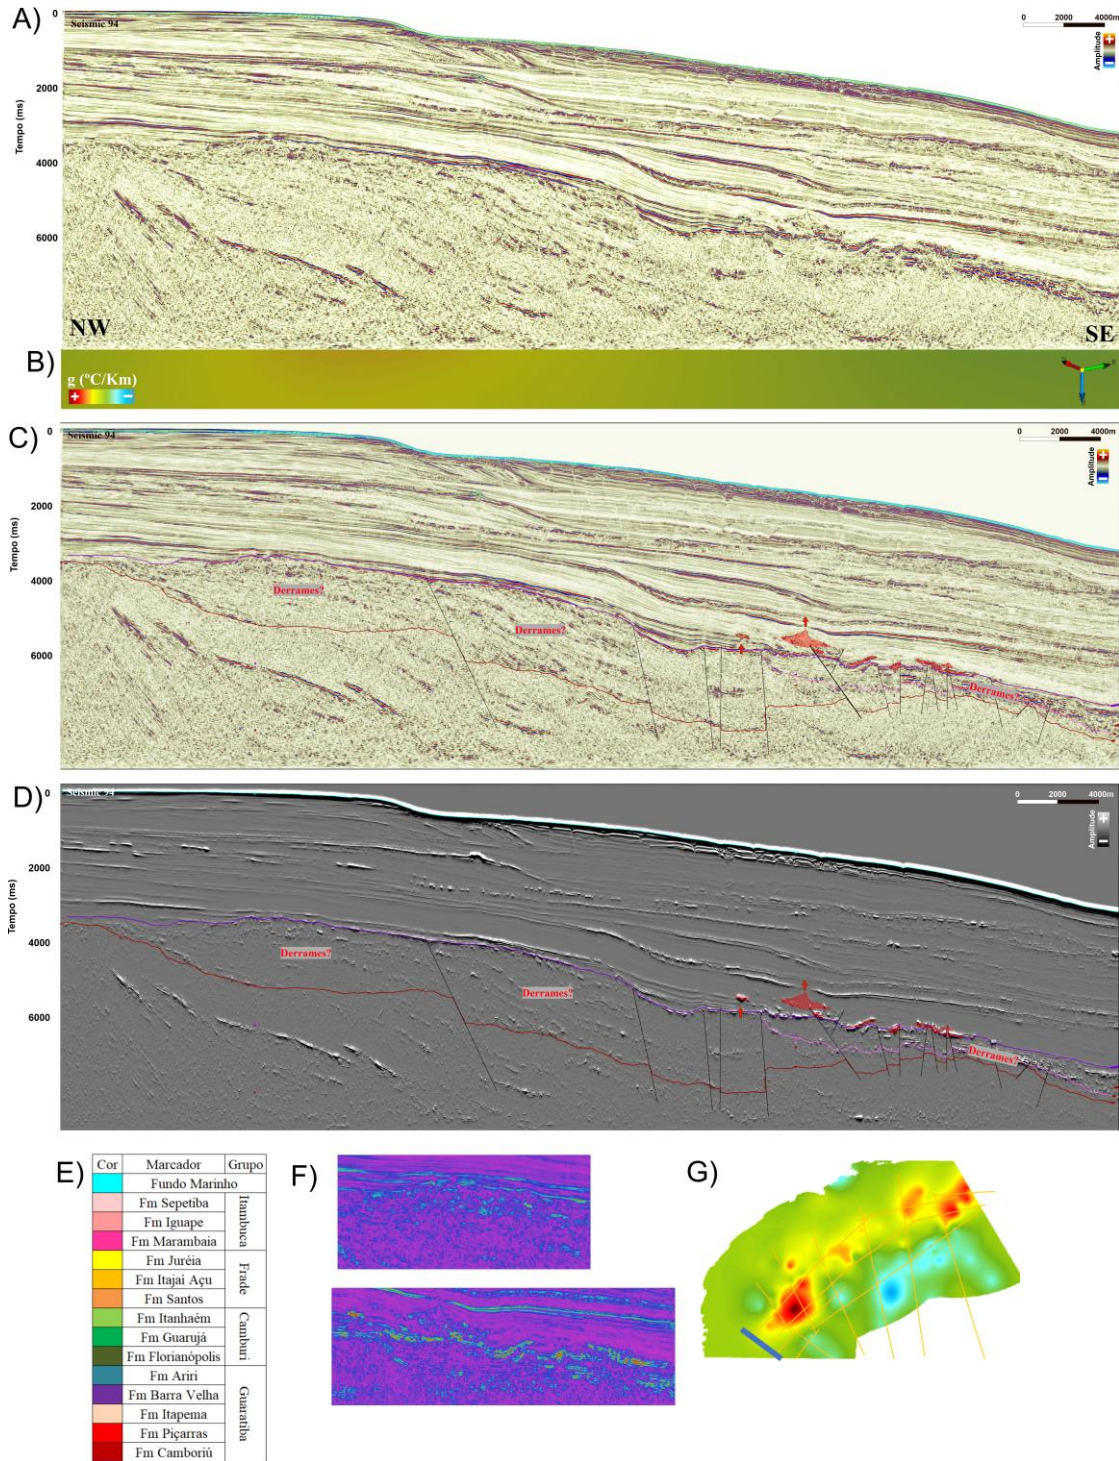 A)
Seismic 94
0 2000 4000m
Amplitude
+
-
Tempo (ms)
0
2000
4000
6000
NW
SE
B)
g (ºC/Km)
+
-
C)
Seismic 94
0 2000 4000m
Amplitude
+
-
Tempo (ms)
0
2000
4000
6000
Derrames?
Derrames?
Derrames?
D)
Seismic 94
0 2000 4000m
Amplitude
+
-
Tempo (ms)
0
2000
4000
6000
Derrames?
Derrames?
Derrames?
E)
Cor Marcador Grupo
Fundo Marinho
Fm Sepetiba
Fm Iguape
Fm Marambaia
Itambuca
Fm Juréia
Fm Itajai Açu
Fm Santos
Frade
Fm Itanhaém
Fm Guarujá
Fm Florianópolis
Camburi
Fm Ariri
Fm Barra Velha
Fm Itapema
Fm Piçarras
Fm Camboriú
Guaratiba
F)
G)